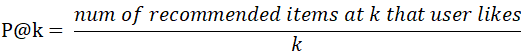 P@k = num of recommended items at k that user likes
k